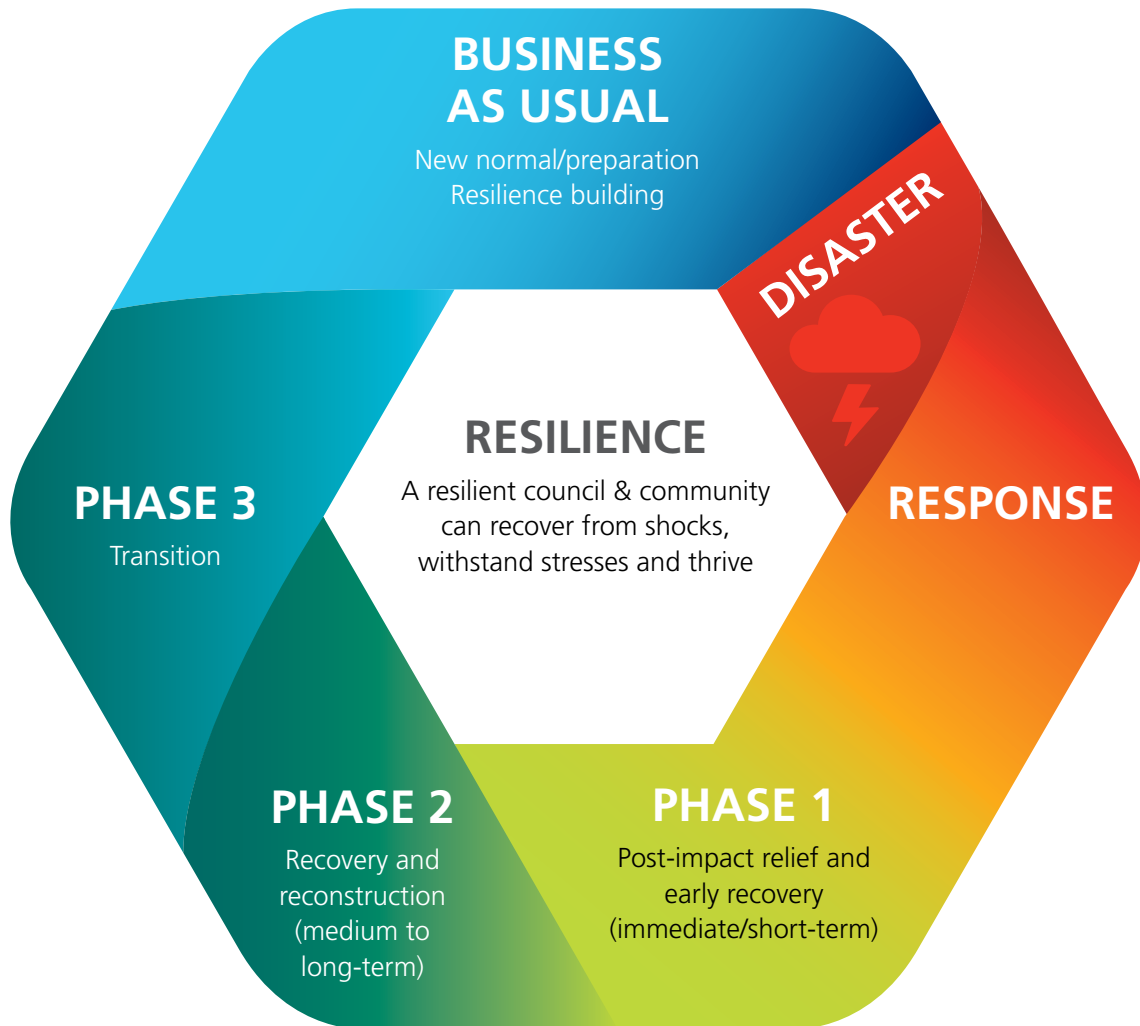 BUSINESS
AS USUAL
New normal/preparation
Resilience building
DISASTER
RESPONSE
RESILIENCE
A resilient council & community
can recover from shocks,
withstand stresses and thrive
PHASE 1
Post-impact relief and
early recovery
(immediate/short-term)
PHASE 2
Recovery and
reconstruction
(medium to
long-term)
PHASE 3
Transition